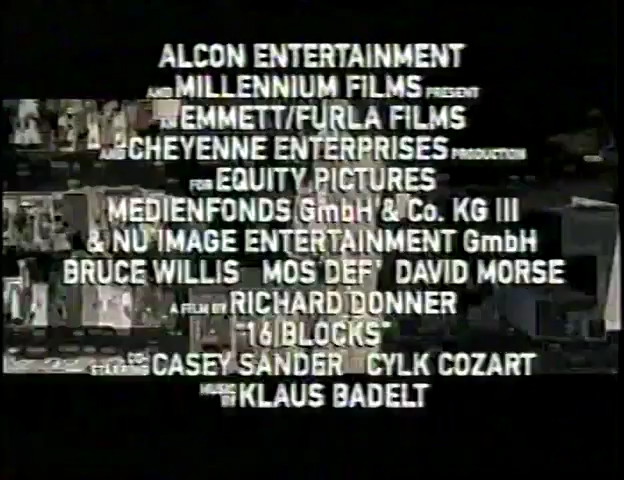 ALCON ENTERTAINMENT
AND MILLENNIUM FILMS PRESENT
AN EMMETT/FURLA FILMS
AND CHEYENNE ENTERPRISES PRODUCTION
FOR EQUITY PICTURES
MEDIENFONDS GmbH & Co. KG III
& NU IMAGE ENTERTAINMENT GmbH
BRUCE WILLIS MOS DEF DAVID MORSE
A FILM BY RICHARD DONNER
"16 BLOCKS"
CO-STARRING CASEY SANDER CYLK COZART
MUSIC BY KLAUS BADELT